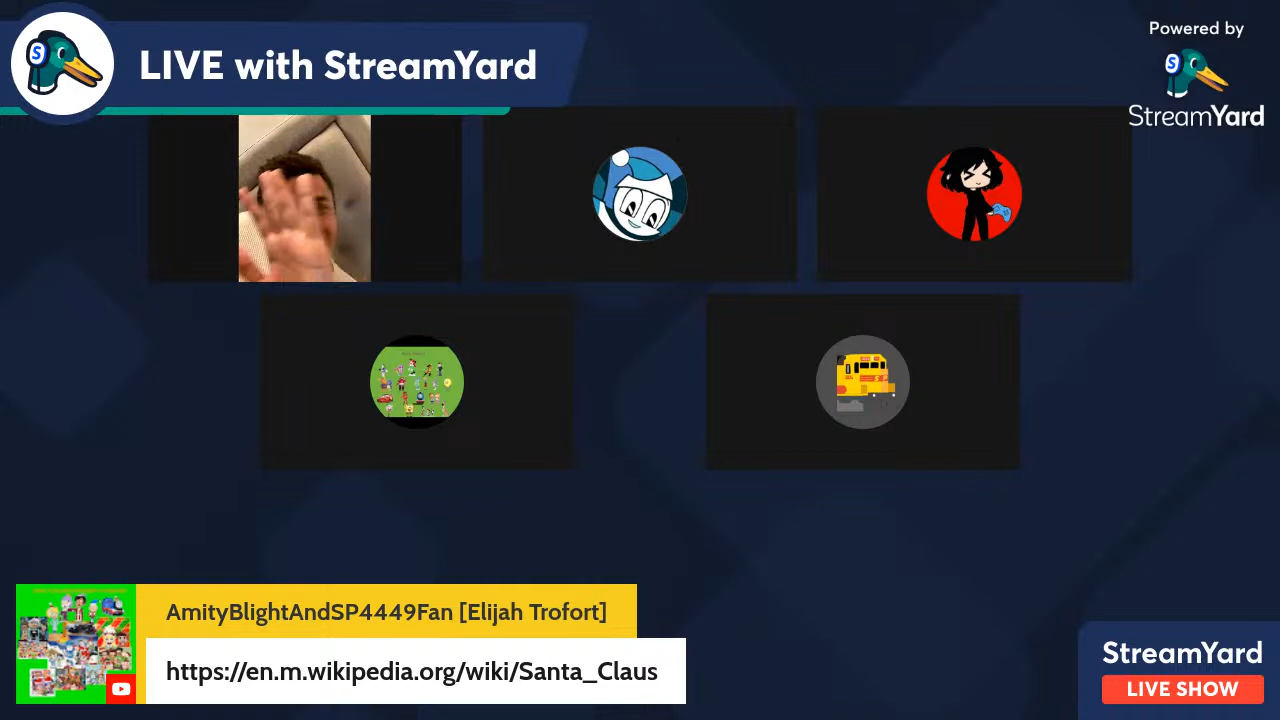 LIVE with StreamYard
Powered by
StreamYard
AmityBlightAndSP4449Fan [Elijah Trofort]
https://en.m.wikipedia.org/wiki/Santa_Claus
StreamYard
LIVE SHOW